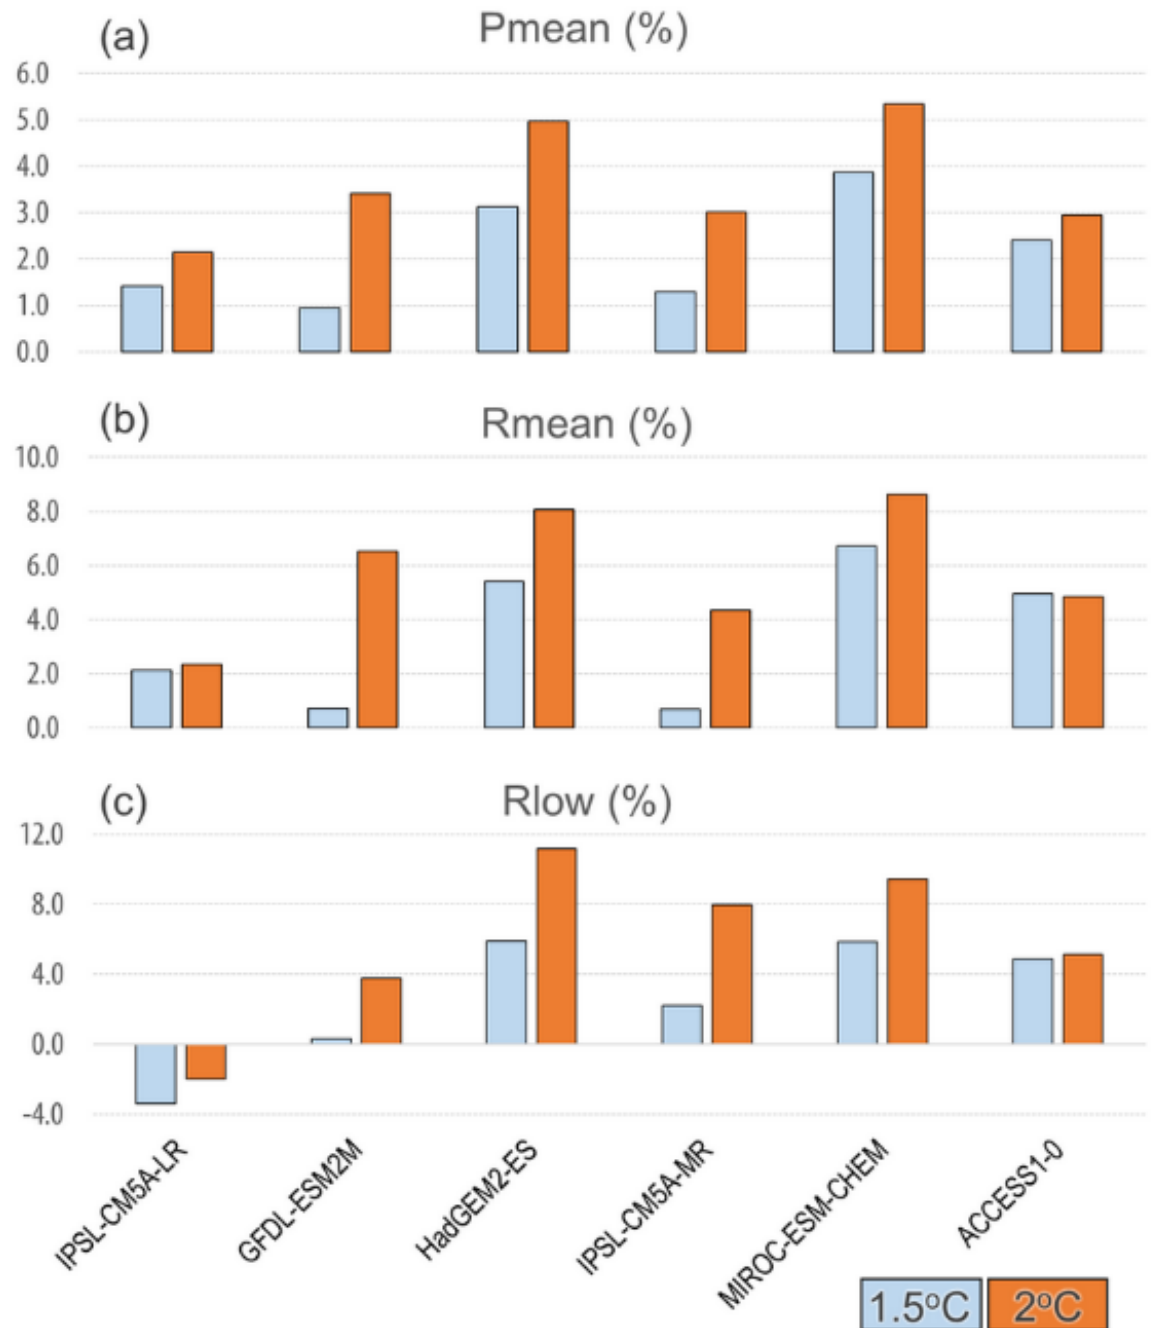 (a) Pmean (%)
6.0
5.0
4.0
3.0
2.0
1.0
0.0
(b) Rmean (%)
10.0
8.0
6.0
4.0
2.0
0.0
(c) Rlow (%)
12.0
8.0
4.0
0.0
-4.0
IPSL-CM5A-LR
GFDL-ESM2M
HadGEM2-ES
IPSL-CM5A-MR
MIROC-ESM-CHEM
ACCESS1-0
1.5°C 2°C